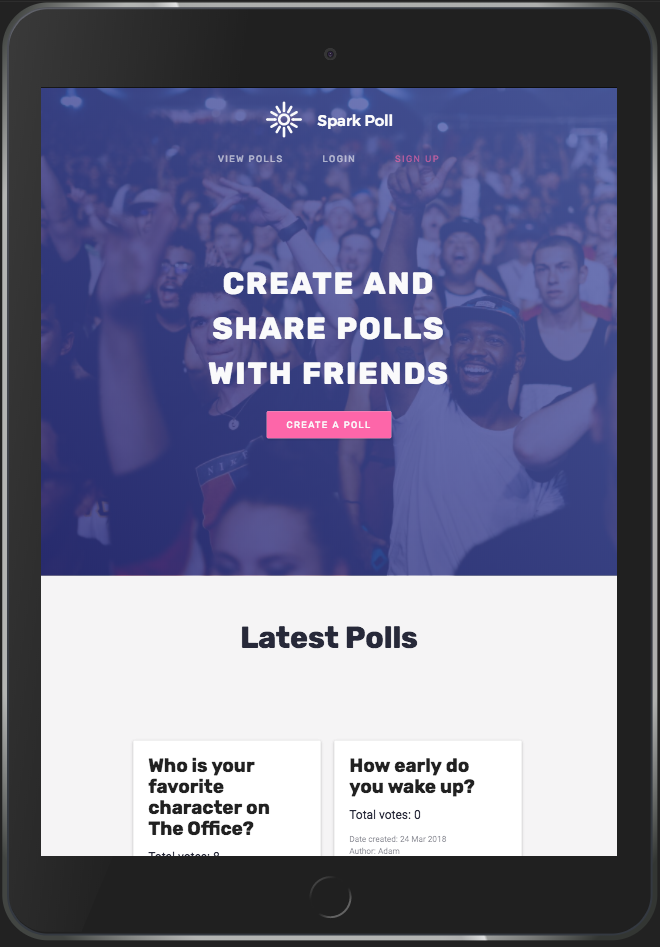 Spark Poll
VIEW POLLS LOGIN SIGN UP
CREATE AND
SHARE POLLS
WITH FRIENDS
CREATE A POLL
Latest Polls
Who is your
favorite
character on
The Office?
Total votes: 8
How early do
you wake up?
Total votes: 0
Date created: 24 Mar 2018
Author: Adam